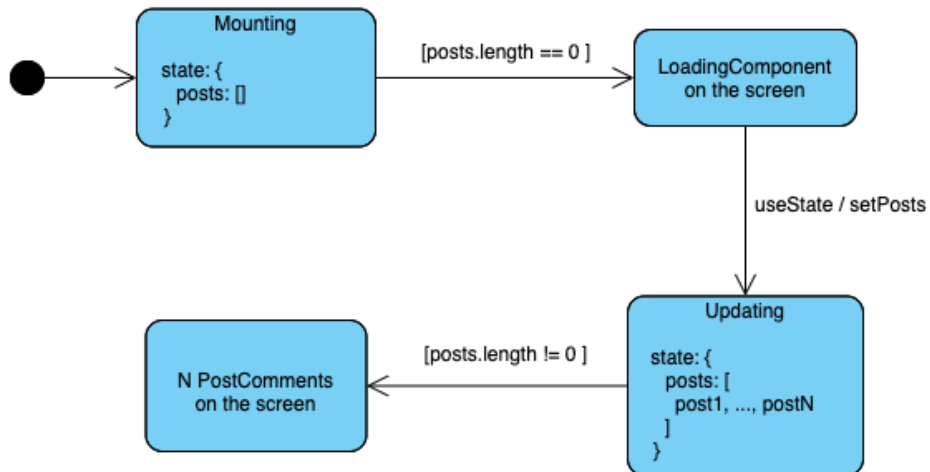 Mounting
state: {
posts: []
}
[posts.length == 0 ]
LoadingComponent
on the screen
useState / setPosts
Updating
state: {
posts: [
post1, ..., postN
]
}
[posts.length != 0 ]
N PostComments
on the screen